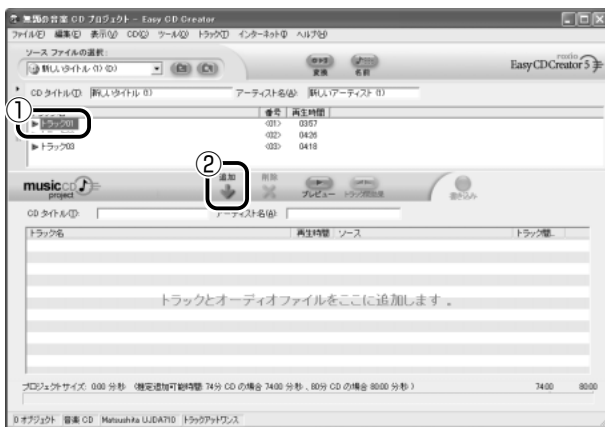 無題の音楽 CD プロジェクト - Easy CD Creator
ファイル(F) 編集(E) 表示(V) CD(C) ツール(O) トラック(T) インターネット(I) ヘルプ(H)
ソース ファイルの選択:
新しいタイトル (1) (D:) 変換 名前 roxio Easy CD Creator 5
CD タイトル(T): 新しいタイトル (1) アーティスト名(A): 新しいアーティスト (1)
① 番号 再生時間
トラック01 <01> 03:57
<02> 04:26
トラック03 <03> 04:18
②
music CD project 追加 削除 プレビュー 書き込み
CD タイトル(D): アーティスト名(A):
トラック名 再生時間 ソース トラック間..
トラックとオーディオファイルをここに追加します 。
プロジェクトサイズ: 0:00 分:秒 (推定追加可能時間: 74分 CD の場合 74:00 分:秒 、80分 CD の場合 80:00 分:秒 ) 74:00 80:00
0 オブジェクト 音楽 CD Matsushita UJDA710 トラックアットワンス